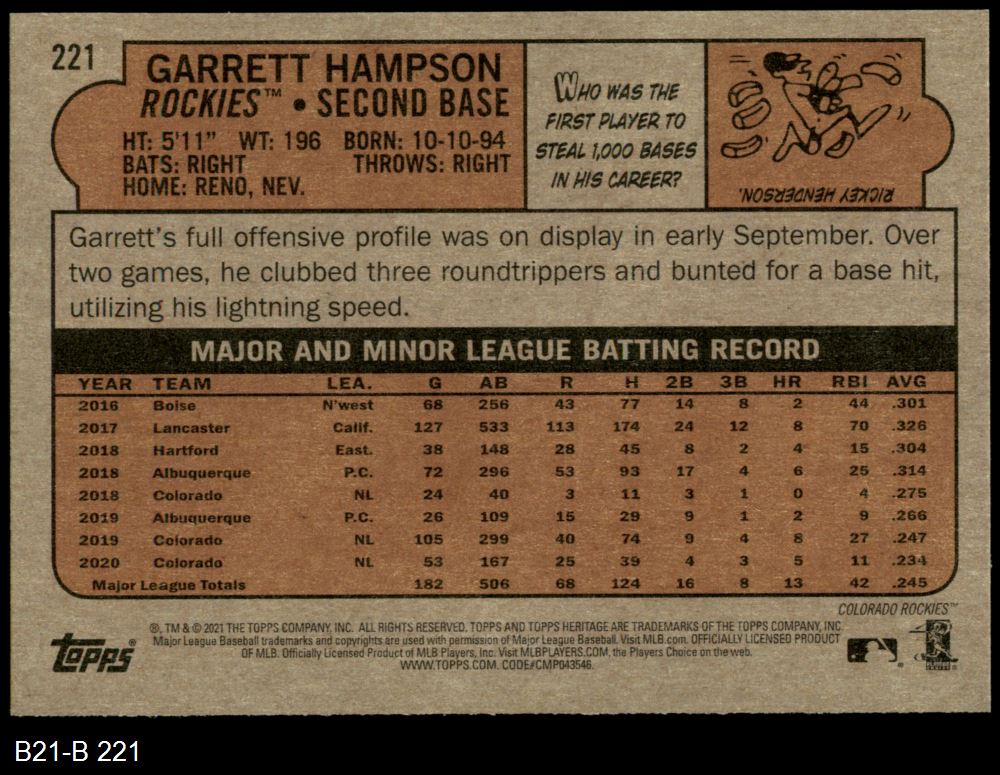 221
GARRETT HAMPSON
ROCKIES™ • SECOND BASE
HT: 5'11" WT: 196 BORN: 10-10-94
BATS: RIGHT THROWS: RIGHT
HOME: RENO, NEV.
WHO WAS THE
FIRST PLAYER TO
STEAL 1,000 BASES
IN HIS CAREER?
RICKEY HENDERSON.
Garrett's full offensive profile was on display in early September. Over
two games, he clubbed three roundtrippers and bunted for a base hit,
utilizing his lightning speed.
MAJOR AND MINOR LEAGUE BATTING RECORD
YEAR TEAM LEA. G AB R H 2B 3B HR RBI AVG
2016 Boise N'west 68 256 43 77 14 8 2 44 .301
2017 Lancaster Calif. 127 533 113 174 24 12 8 70 .326
2018 Hartford East. 38 148 28 45 8 2 4 15 .304
2018 Albuquerque P.C. 72 296 53 93 17 4 6 25 .314
2018 Colorado NL 24 40 3 11 3 1 0 4 .275
2019 Albuquerque P.C. 26 109 15 29 9 1 2 9 .266
2019 Colorado NL 105 299 40 74 9 4 8 27 .247
2020 Colorado NL 53 167 25 39 4 3 5 11 .234
Major League Totals 182 506 68 124 16 8 13 42 .245
COLORADO ROCKIES™
®, TM & © 2021 THE TOPPS COMPANY, INC. ALL RIGHTS RESERVED. TOPPS AND TOPPS HERITAGE ARE TRADEMARKS OF THE TOPPS COMPANY, INC.
Major League Baseball trademarks and copyrights are used with permission of Major League Baseball. Visit MLB.com. OFFICIALLY LICENSED PRODUCT
OF MLB. Officially Licensed Product of MLB Players, Inc. Visit MLBPLAYERS.COM, the Players Choice on the web.
WWW.TOPPS.COM. CODE#CMP043546.
topps®
B21-B 221